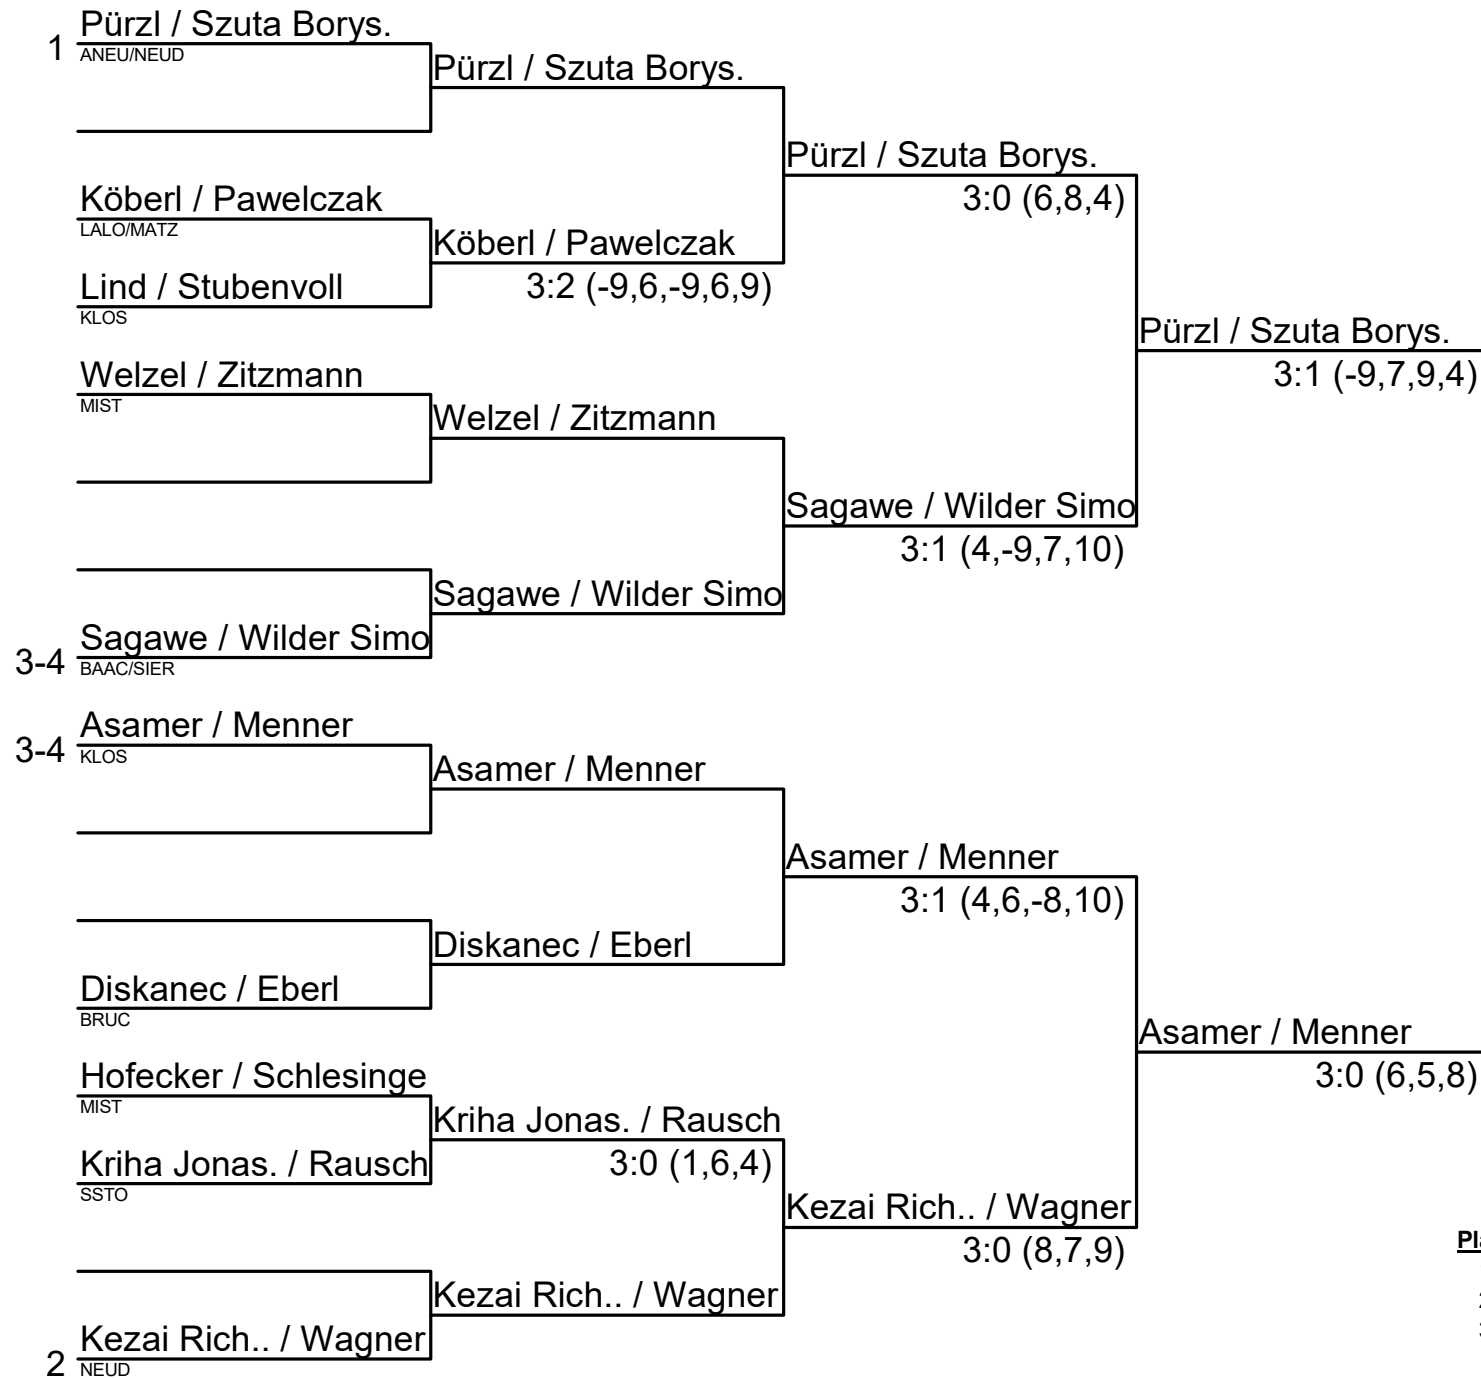 Pürzl / Szuta Borys.
1
ANEU/NEUD
Pürzl / Szuta Borys.
Pürzl / Szuta Borys.
3:0 (6,8,4)
Köberl / Pawelczak
LALO/MATZ
Köberl / Pawelczak
3:2 (-9,6,-9,6,9)
Lind / Stubenvoll
KLOS
Pürzl / Szuta Borys.
3:1 (-9,7,9,4)
Welzel / Zitzmann
MIST
Welzel / Zitzmann
Sagawe / Wilder Simo
3:1 (4,-9,7,10)
Sagawe / Wilder Simo
Sagawe / Wilder Simo
3-4
BAAC/SIER
Asamer / Menner
3-4
KLOS
Asamer / Menner
Asamer / Menner
3:1 (4,6,-8,10)
Diskanec / Eberl
Diskanec / Eberl
BRUC
Asamer / Menner
3:0 (6,5,8)
Hofecker / Schlesinge
MIST
Kriha Jonas. / Rausch
3:0 (1,6,4)
Kriha Jonas. / Rausch
SSTO
Kezai Rich.. / Wagner
3:0 (8,7,9)
Kezai Rich.. / Wagner
Kezai Rich.. / Wagner
2
NEUD